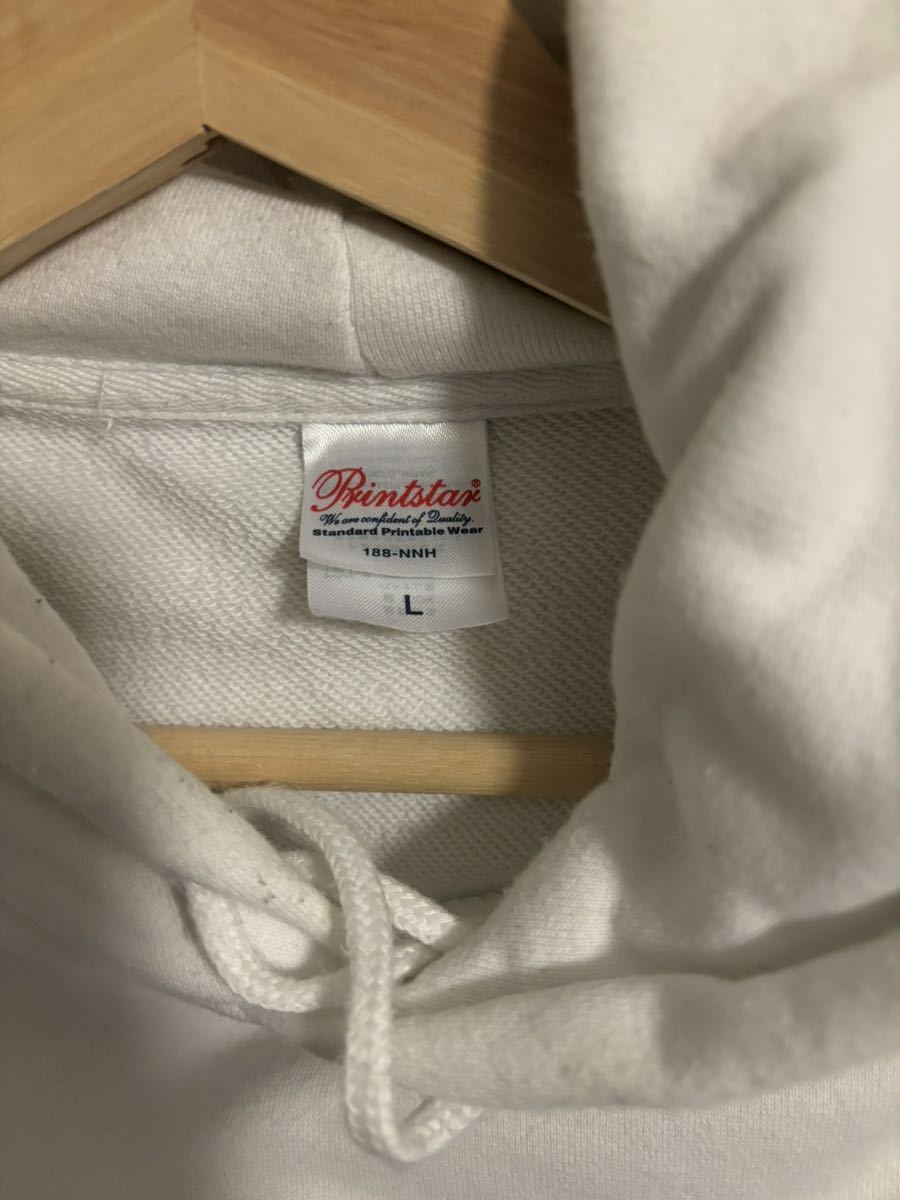 Printstar®
We are confident of Quality.
Standard Printable Wear
188-NNH
L